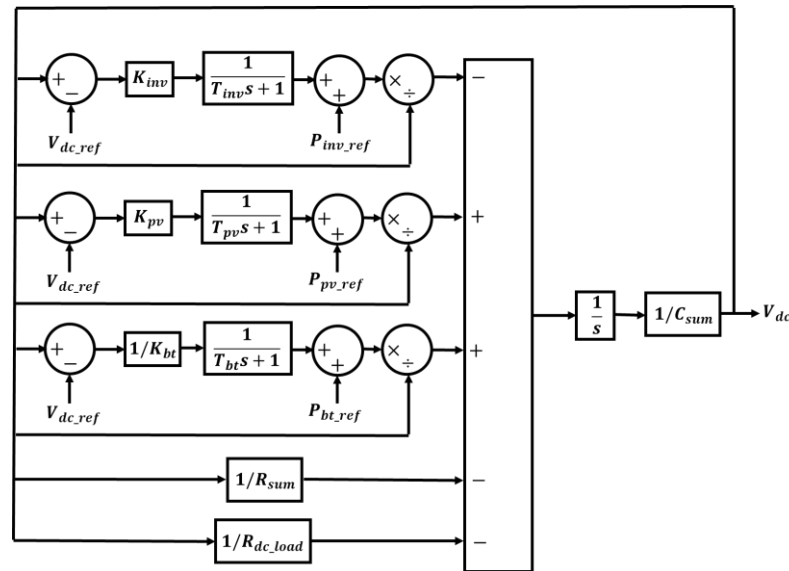 + − K_inv 1 / T_inv s + 1 + + × ÷ −
V_dc_ref P_inv_ref
+ − K_pv 1 / T_pv s + 1 + + × ÷ +
V_dc_ref P_pv_ref
1 / s 1/C_sum V_dc
+ − 1/K_bt 1 / T_bt s + 1 + + × ÷ +
V_dc_ref P_bt_ref
1/R_sum −
1/R_dc_load −